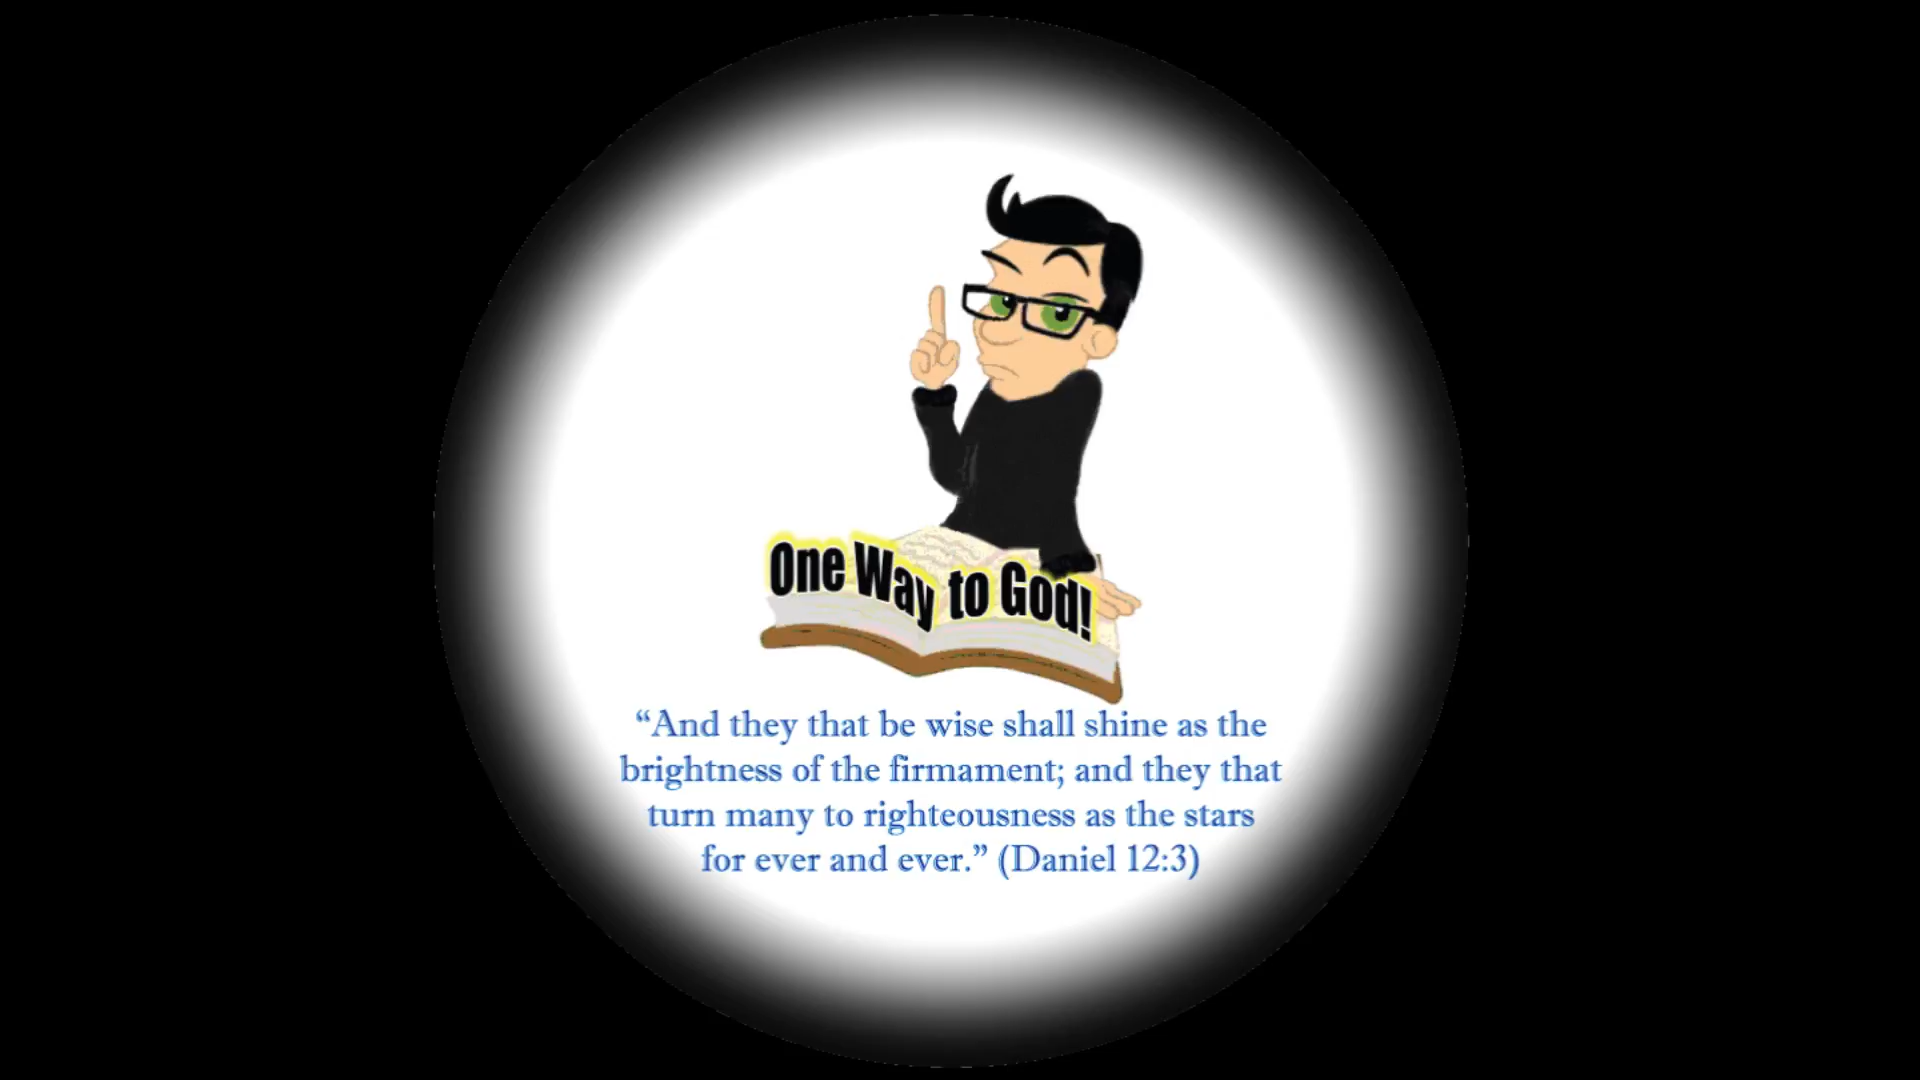 One Way to God!
“And they that be wise shall shine as the
brightness of the firmament; and they that
turn many to righteousness as the stars
for ever and ever.” (Daniel 12:3)